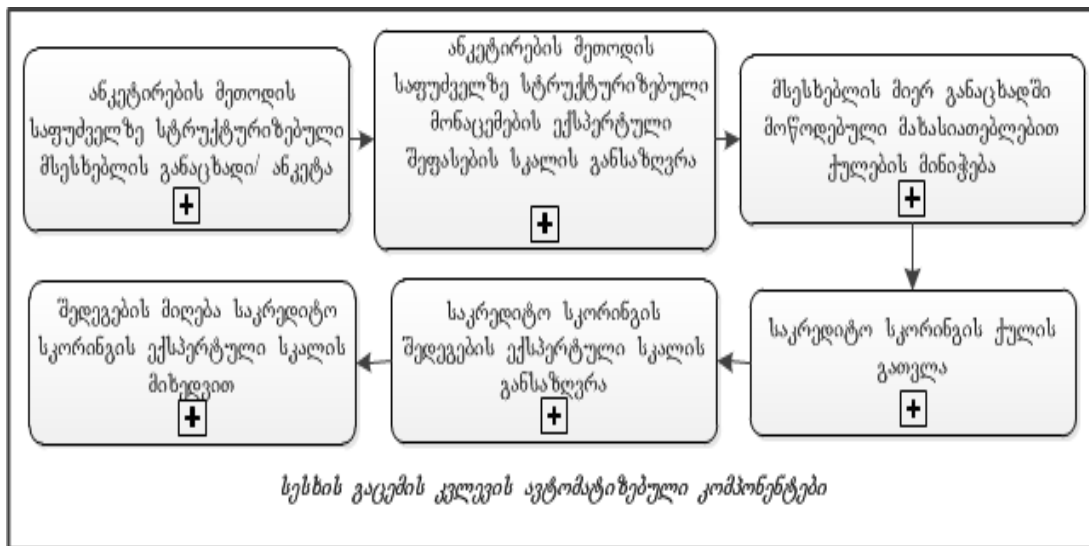 ანკეტირების მეთოდის
საფუძველზე სტრუქტურიზებული
მსესხებლის განაცხადი/ ანკეტა
ანკეტირების მეთოდის
საფუძველზე სტრუქტურიზებული
მონაცემების ექსპერტული
შეფასების სკალის განსაზღვრა
მსესხებლის მიერ განაცხადში
მოწოდებული მახასიათებლებით
ქულების მინიჭება
საკრედიტო სკორინგის ქულის
გათვლა
საკრედიტო სკორინგის
შედეგების ექსპერტული სკალის
განსაზღვრა
შედეგების მიღება საკრედიტო
სკორინგის ექსპერტული სკალის
მიხედვით
სესხის გაცემის კვლევის ავტომატიზებული კომპონენტები